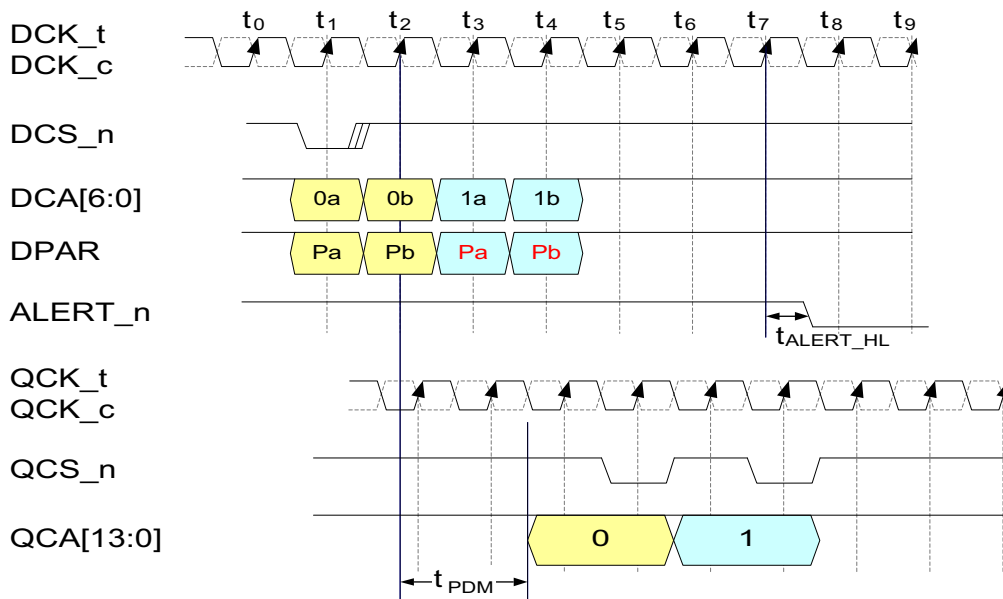 t0 t1 t2 t3 t4 t5 t6 t7 t8 t9
DCK_t
DCK_c
DCS_n
DCA[6:0] 0a 0b 1a 1b
DPAR Pa Pb Pa Pb
ALERT_n
tALERT_HL
QCK_t
QCK_c
QCS_n
QCA[13:0] 0 1
tPDM